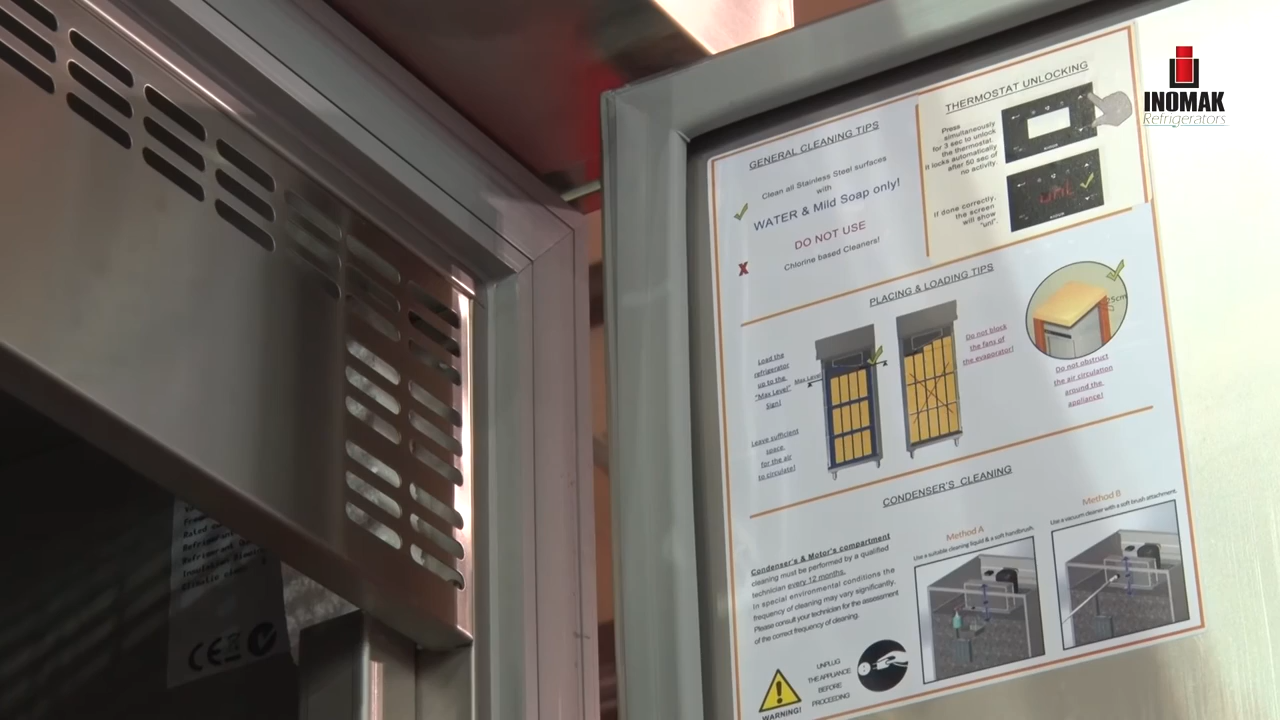 INOMAK
Refrigerators
GENERAL CLEANING TIPS
Clean all Stainless Steel surfaces
with
WATER & Mild Soap only!
DO NOT USE
Chlorine based Cleaners!
THERMOSTAT UNLOCKING
Press
simultaneously
for 3 sec to unlock
the thermostat.
It locks automatically
after 50 sec of
no activity.
If done correctly,
the screen
will show
"unl".
unl
PLACING & LOADING TIPS
Load the
refrigerator
up to the
"Max Level"
Sign!
Max Level
Leave sufficient
space
for the air
to circulate!
Do not block
the fans of
the evaporator!
Do not obstruct
the air circulation
around the
appliance!
CONDENSER'S CLEANING
Condenser's & Motor's compartment
cleaning must be performed by a qualified
technician every 12 months.
In special environmental conditions the
frequency of cleaning may vary significantly.
Please consult your technician for the assessment
of the correct frequency of cleaning.
WARNING!
UNPLUG
THE APPLIANCE
BEFORE
PROCEEDING
Method A
Use a suitable cleaning liquid & a soft handbrush.
Method B
Use a vacuum cleaner with a soft brush attachment.
CE